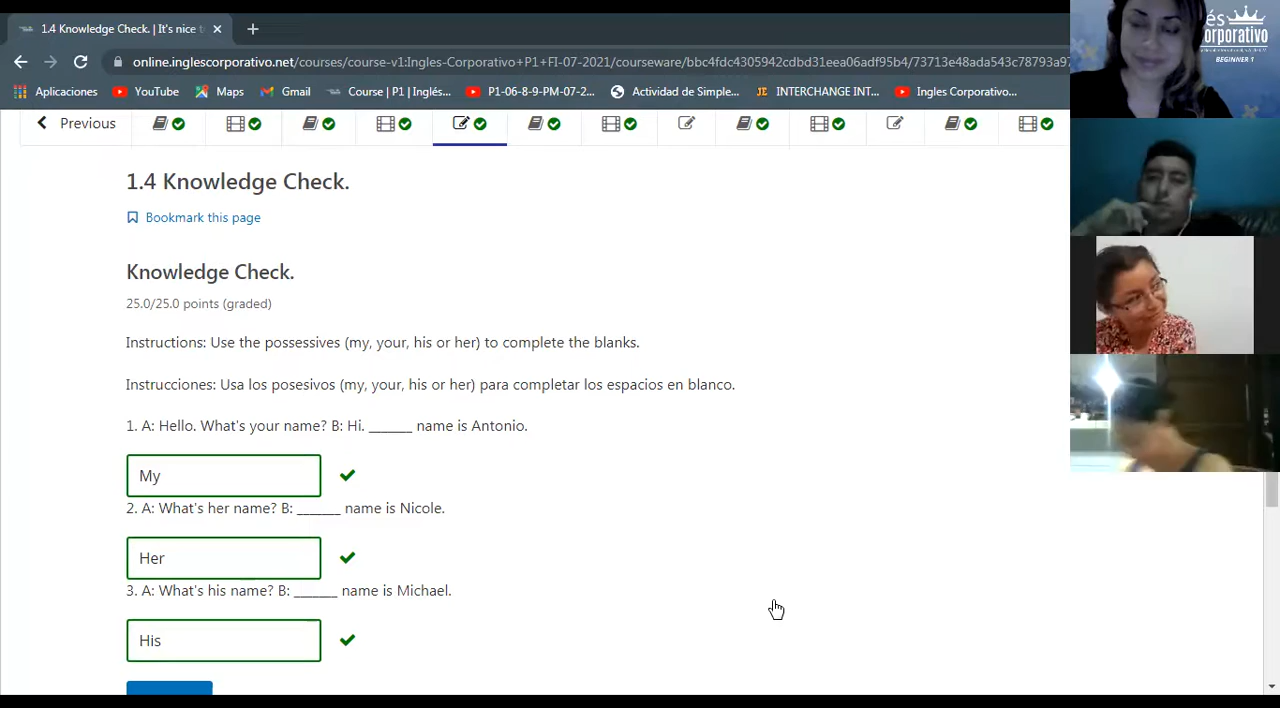 1.4 Knowledge Check. | It's nice t
online.inglescorporativo.net/courses/course-v1:Ingles-Corporativo+P1+FI-07-2021/courseware/bbc4fdc4305942cdbd31eea06adf95b4/73713e48ada543c78793a97
Aplicaciones YouTube Maps Gmail Course | P1 | Inglés... P1-06-8-9-PM-07-2... Actividad de Simple... INTERCHANGE INT... Ingles Corporativo...
és
Corporativo
BEGINNER 1
Previous
1.4 Knowledge Check.
Bookmark this page
Knowledge Check.
25.0/25.0 points (graded)
Instructions: Use the possessives (my, your, his or her) to complete the blanks.
Instrucciones: Usa los posesivos (my, your, his or her) para completar los espacios en blanco.
1. A: Hello. What's your name? B: Hi. ______ name is Antonio.
My
2. A: What's her name? B: ______ name is Nicole.
Her
3. A: What's his name? B: ______ name is Michael.
His